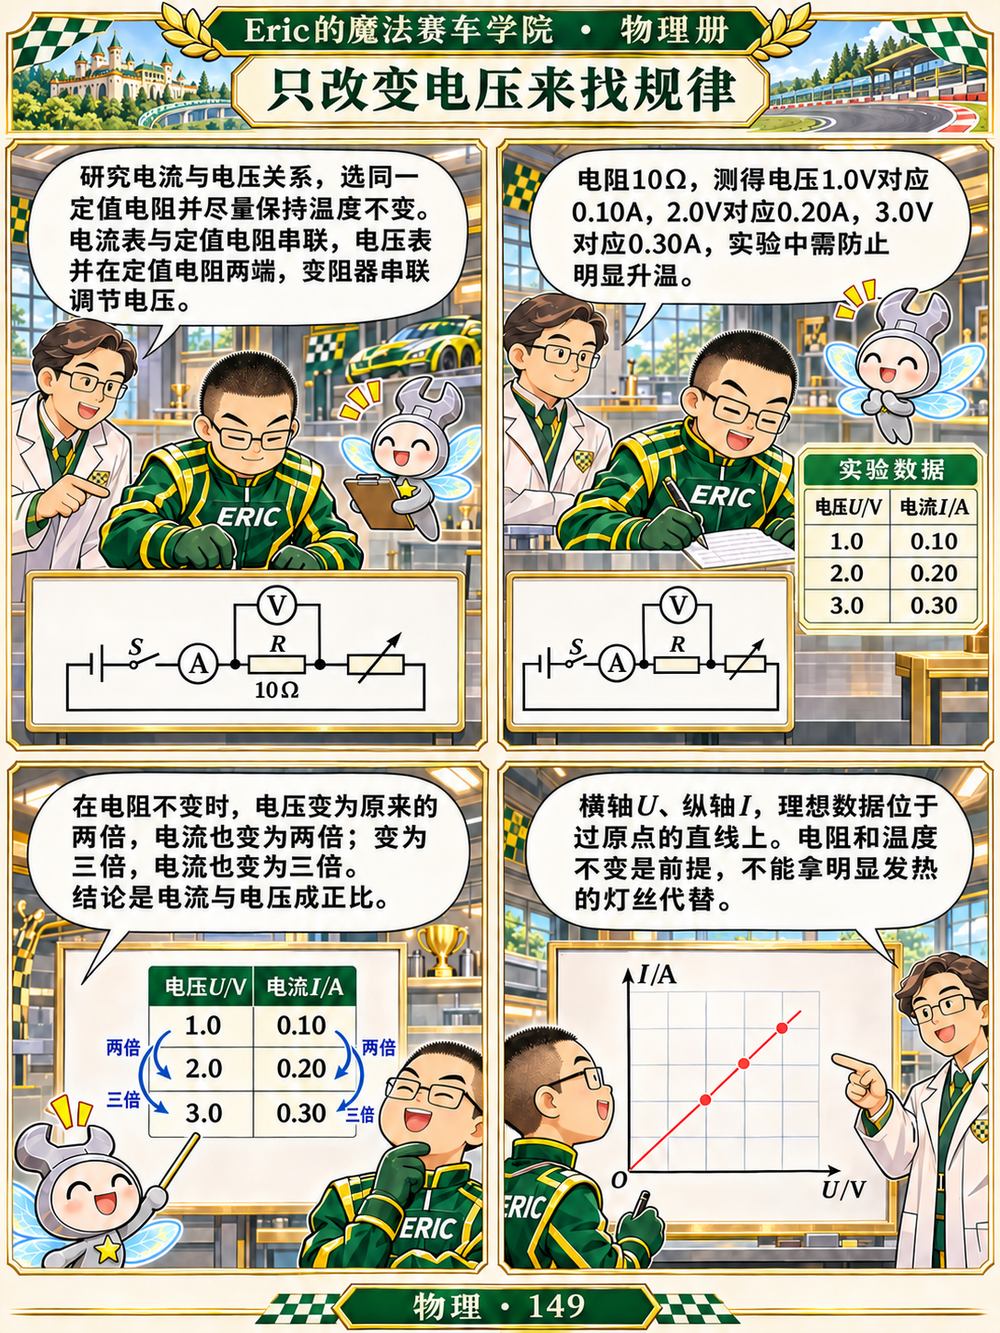 Eric的魔法赛车学院 • 物理册
只改变电压来找规律
研究电流与电压关系，选同一
定值电阻并尽量保持温度不变。
电流表与定值电阻串联，电压表
并在定值电阻两端，变阻器串联
调节电压。
ERIC
V
S
A
R
10Ω
电阻10Ω，测得电压1.0V对应
0.10A，2.0V对应0.20A，3.0V
对应0.30A，实验中需防止
明显升温。
ERIC
实验数据
电压U/V 电流I/A
1.0 0.10
2.0 0.20
3.0 0.30
V
S
A
R
在电阻不变时，电压变为原来的
两倍，电流也变为两倍；变为
三倍，电流也变为三倍。
结论是电流与电压成正比。
电压U/V 电流I/A
1.0 0.10
两倍 两倍
2.0 0.20
三倍 三倍
3.0 0.30
ERIC
横轴U、纵轴I，理想数据位于
过原点的直线上。电阻和温度
不变是前提，不能拿明显发热
的灯丝代替。
I/A
O
U/V
ERIC
物理 • 149